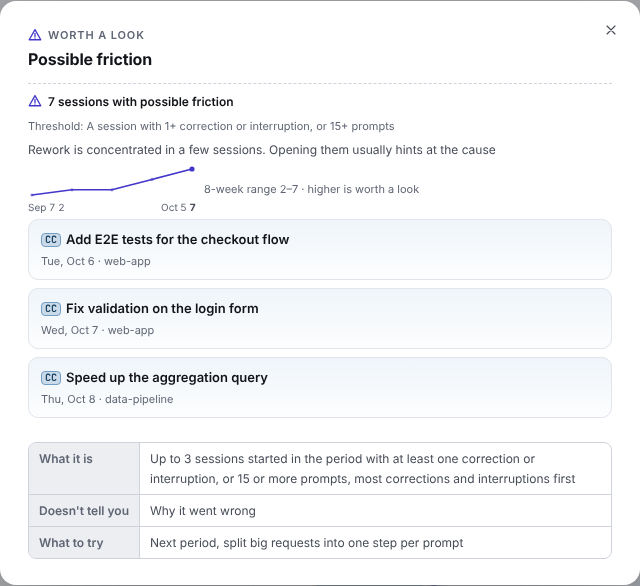 WORTH A LOOK
Possible friction
7 sessions with possible friction
Threshold: A session with 1+ correction or interruption, or 15+ prompts
Rework is concentrated in a few sessions. Opening them usually hints at the cause
8-week range 2–7 · higher is worth a look
Sep 7 2
Oct 5 7
CC Add E2E tests for the checkout flow
Tue, Oct 6 · web-app
CC Fix validation on the login form
Wed, Oct 7 · web-app
CC Speed up the aggregation query
Thu, Oct 8 · data-pipeline
What it is
Up to 3 sessions started in the period with at least one correction or
interruption, or 15 or more prompts, most corrections and interruptions first
Doesn't tell you
Why it went wrong
What to try
Next period, split big requests into one step per prompt